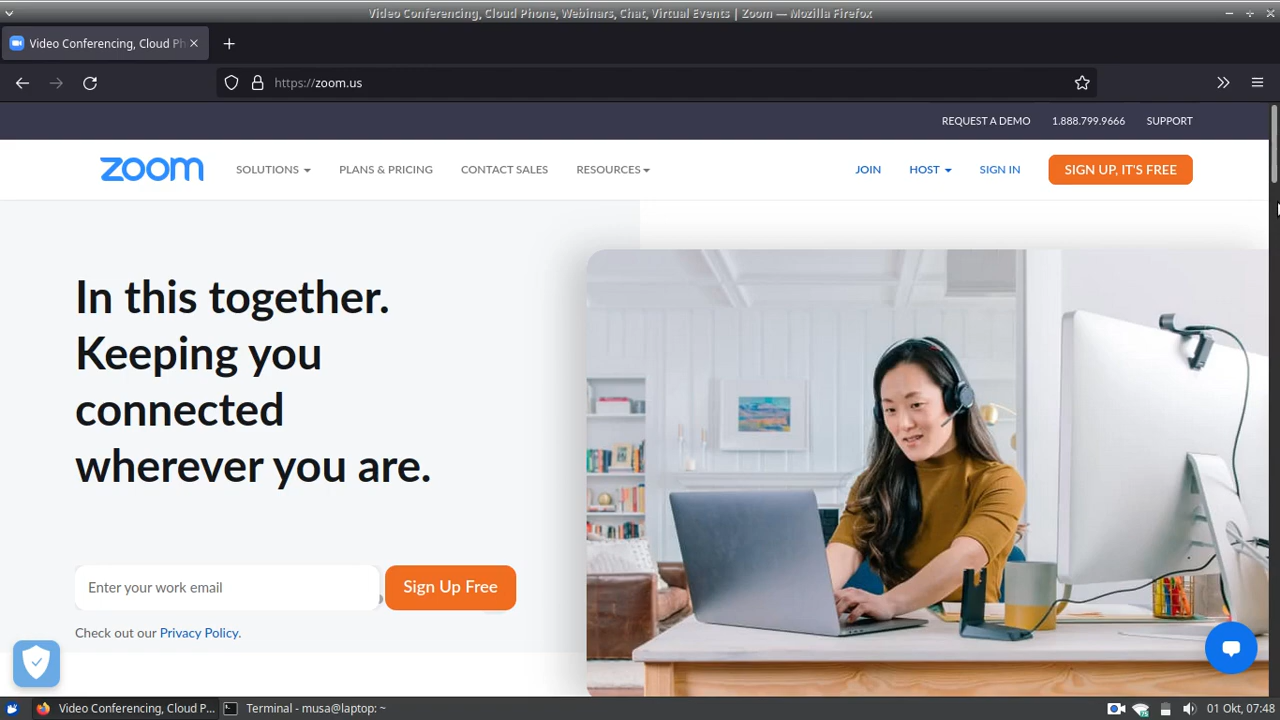 Video Conferencing, Cloud Phone, Webinars, Chat, Virtual Events | Zoom — Mozilla Firefox
Video Conferencing, Cloud Ph
https://zoom.us
REQUEST A DEMO 1.888.799.9666 SUPPORT
zoom SOLUTIONS PLANS & PRICING CONTACT SALES RESOURCES JOIN HOST SIGN IN SIGN UP, IT'S FREE
In this together.
Keeping you
connected
wherever you are.
Enter your work email Sign Up Free
Check out our Privacy Policy.
Video Conferencing, Cloud P... Terminal - musa@laptop: ~ 01 Okt, 07:48